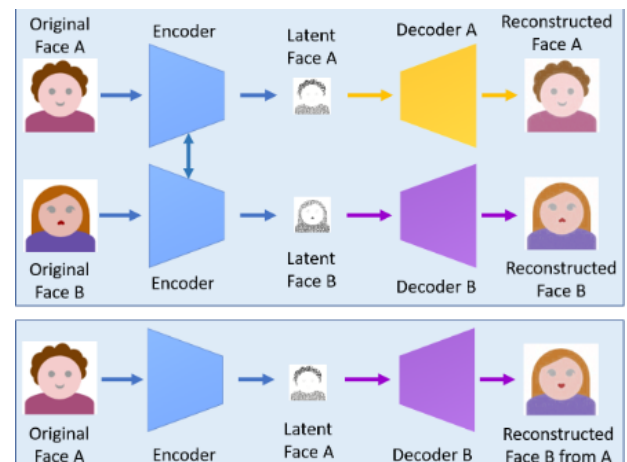 Original
Face A
Encoder
Latent
Face A
Decoder A
Reconstructed
Face A
Original
Face B
Encoder
Latent
Face B
Decoder B
Reconstructed
Face B
Original
Face A
Encoder
Latent
Face A
Decoder B
Reconstructed
Face B from A